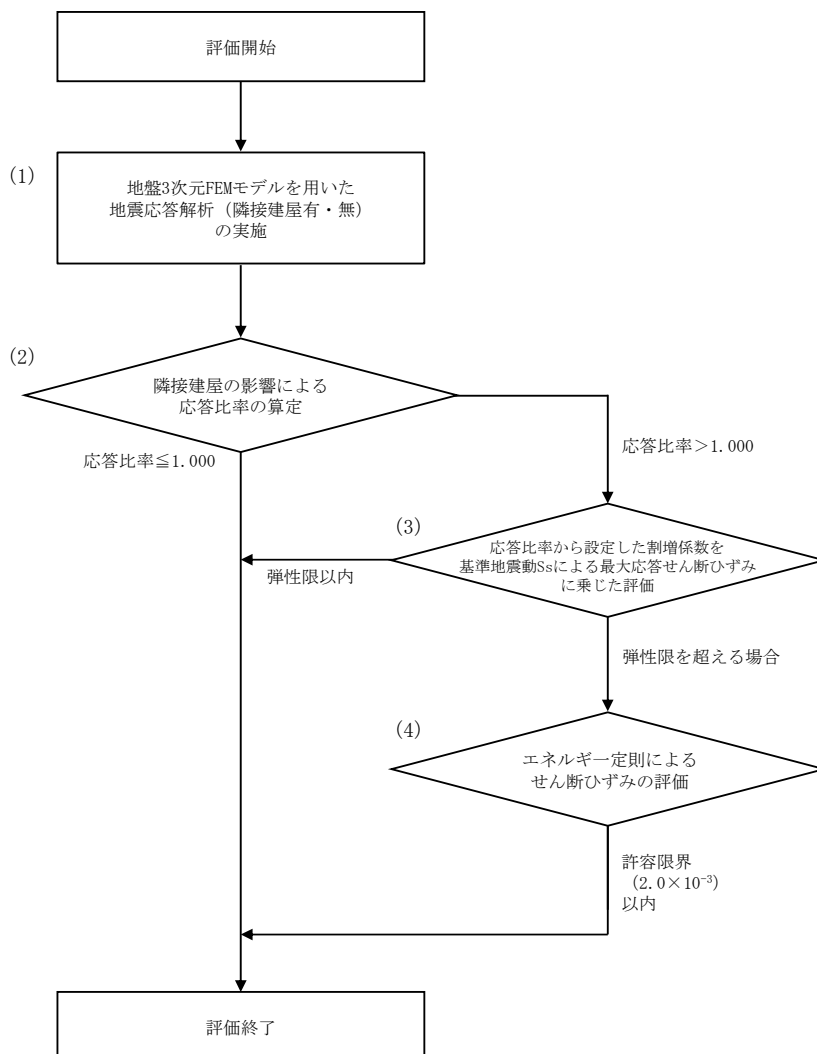 評価開始
(1)
地盤3次元FEMモデルを用いた
地震応答解析（隣接建屋有・無）
の実施
(2)
隣接建屋の影響による
応答比率の算定
応答比率≦1.000
応答比率＞1.000
(3)
応答比率から設定した割増係数を
基準地震動Ssによる最大応答せん断ひずみ
に乗じた評価
弾性限以内
弾性限を超える場合
(4)
エネルギー定則による
せん断ひずみの評価
許容限界
（2.0×10⁻³）
以内
評価終了